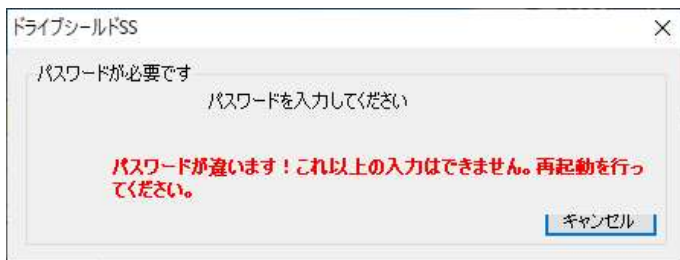 ドライブシールドSS
パスワードが必要です
パスワードを入力してください
パスワードが違います！これ以上の入力はできません。再起動を行っ
てください。
キャンセル